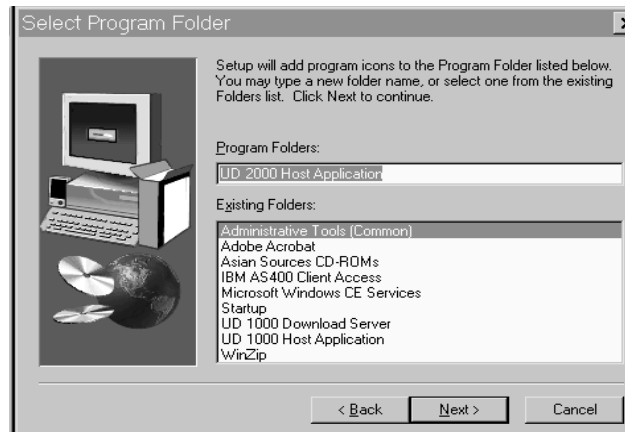 Select Program Folder
Setup will add program icons to the Program Folder listed below.
You may type a new folder name, or select one from the existing
Folders list. Click Next to continue.
Program Folders:
UD 2000 Host Application
Existing Folders:
Administrative Tools (Common)
Adobe Acrobat
Asian Sources CD-ROMs
IBM AS400 Client Access
Microsoft Windows CE Services
Startup
UD 1000 Download Server
UD 1000 Host Application
WinZip
< Back
Next >
Cancel